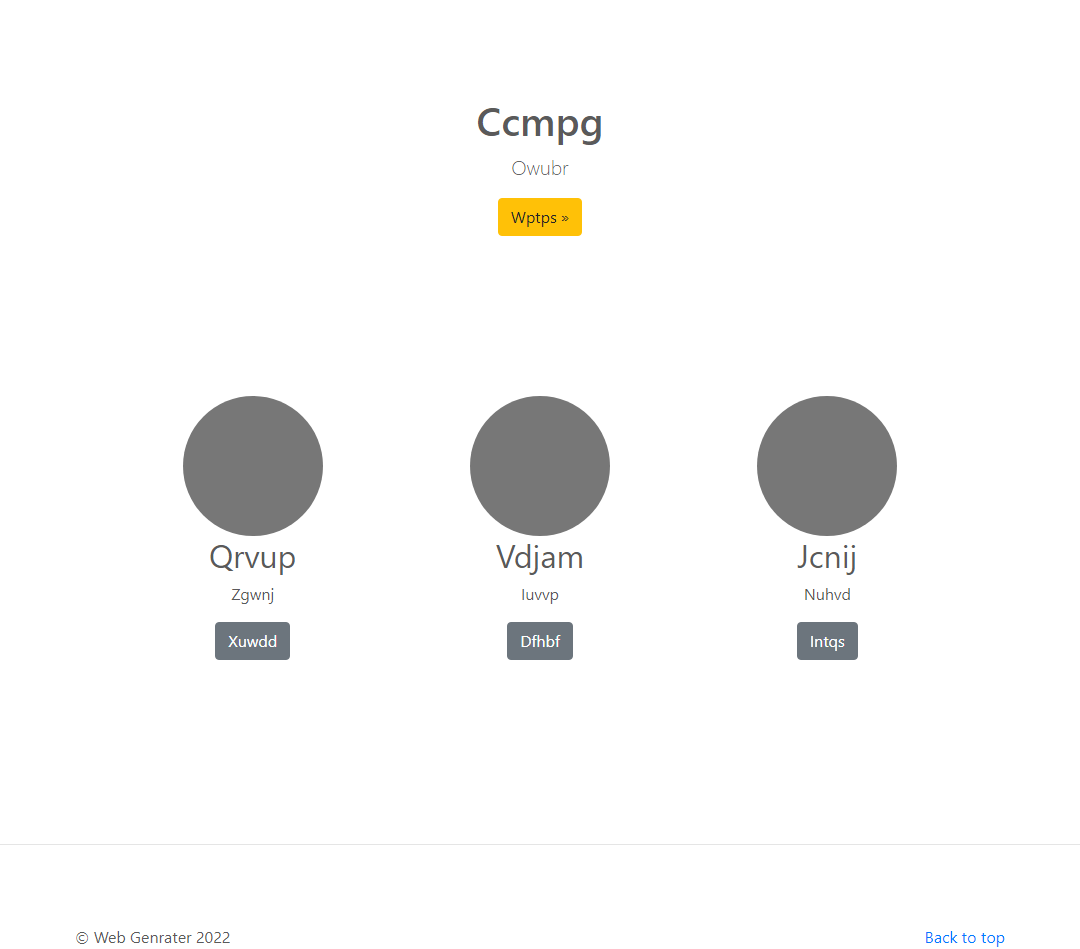 Ccmpg
Owubr
Wptps »
Qrvup
Zgwnj
Xuwdd
Vdjam
Iuvvp
Dfhbf
Jcnij
Nuhvd
Intqs
© Web Genrater 2022
Back to top